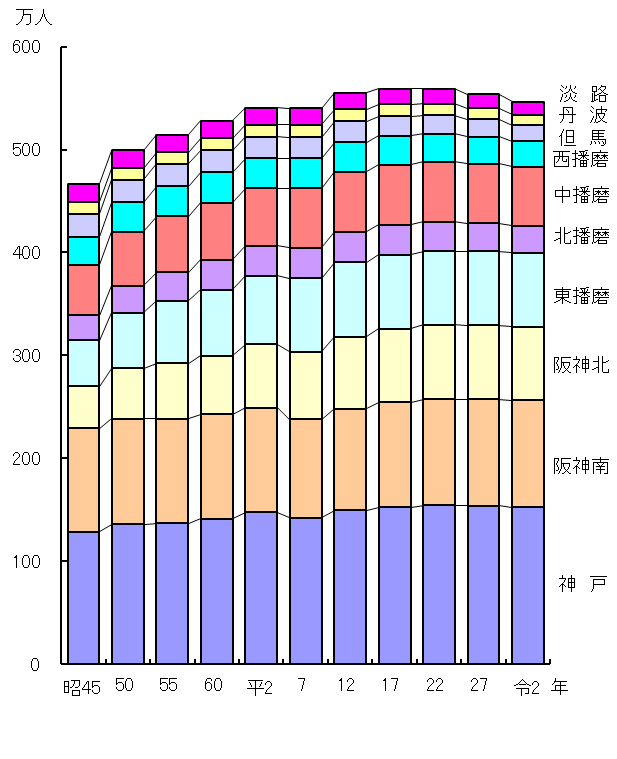 万人
600
500
400
300
200
100
0
淡 路
丹 波
但 馬
西播磨
中播磨
北播磨
東播磨
阪神北
阪神南
神 戸
昭45 50 55 60 平2 7 12 17 22 27 令2 年